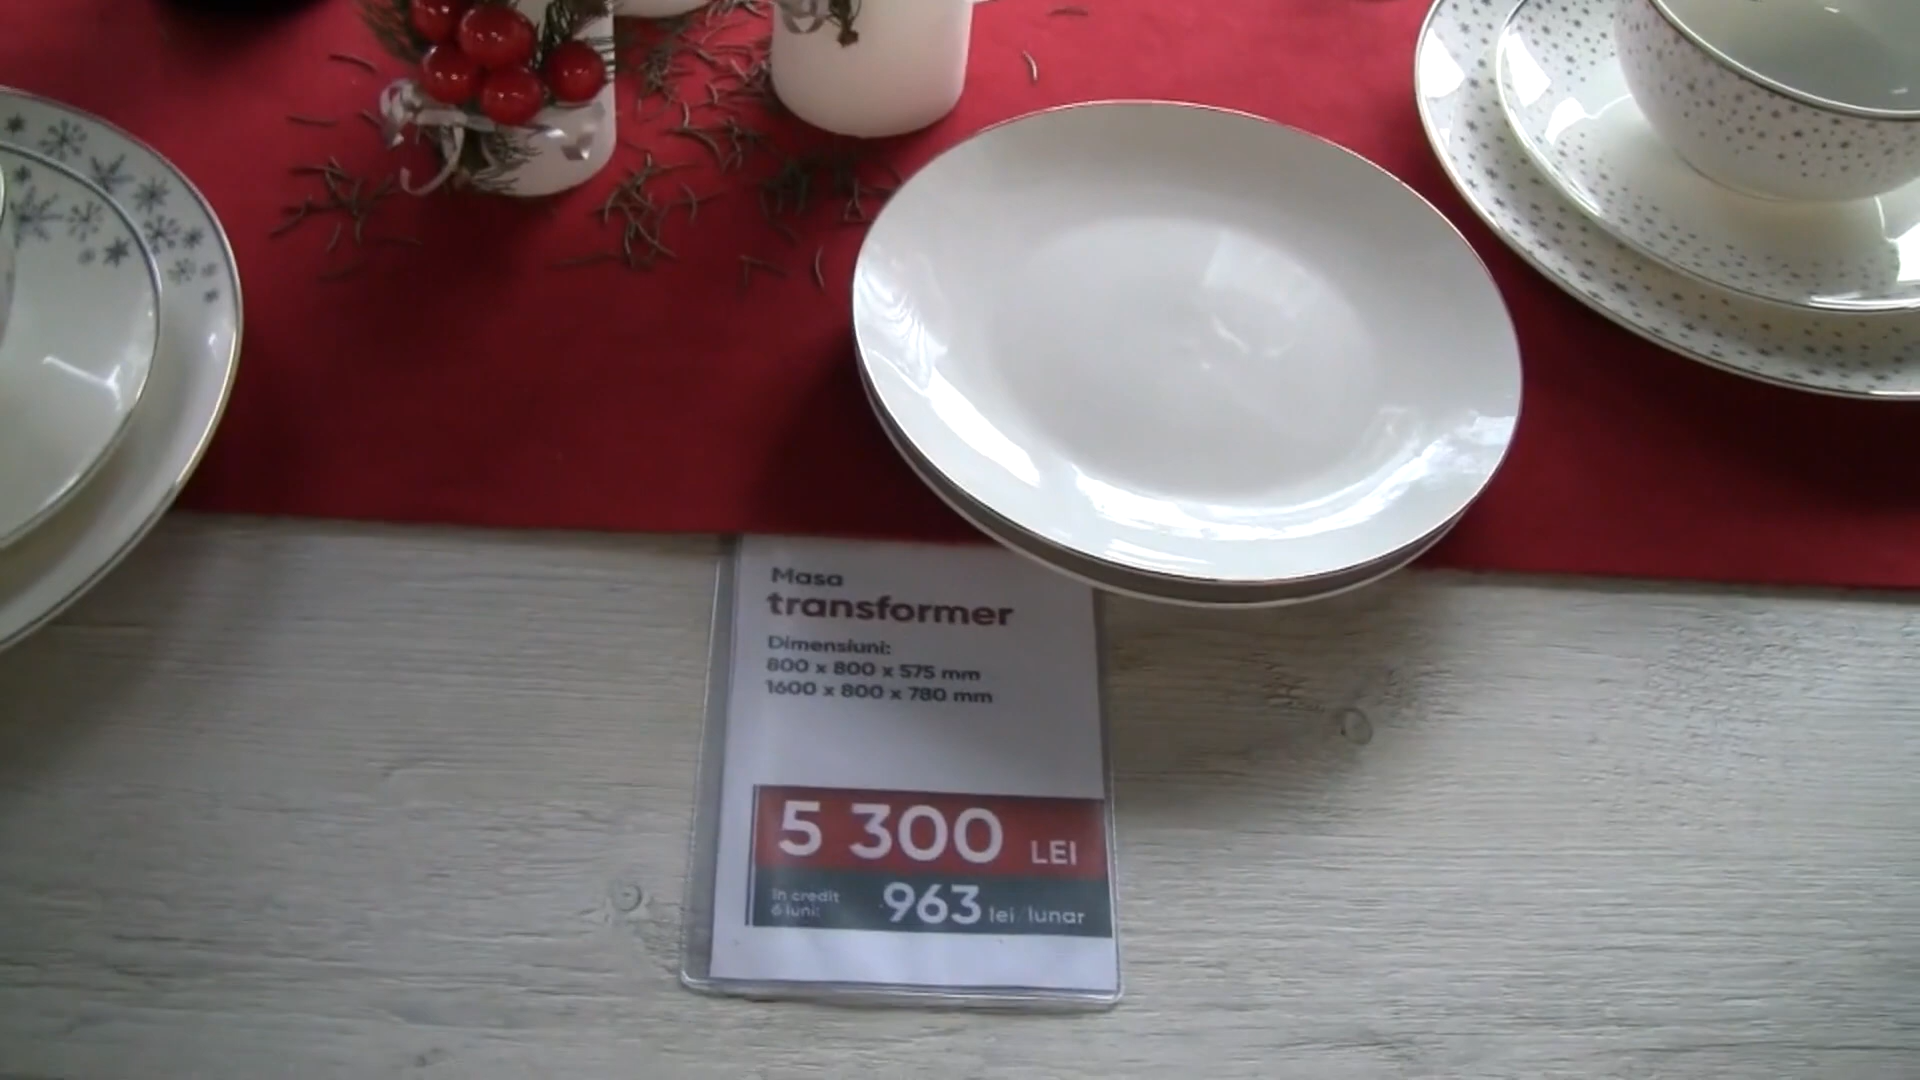 Masa
transformer
Dimensiuni:
800 x 800 x 575 mm
1600 x 800 x 780 mm
5 300 LEI
în credit
6 luni:
963 lei/lunar